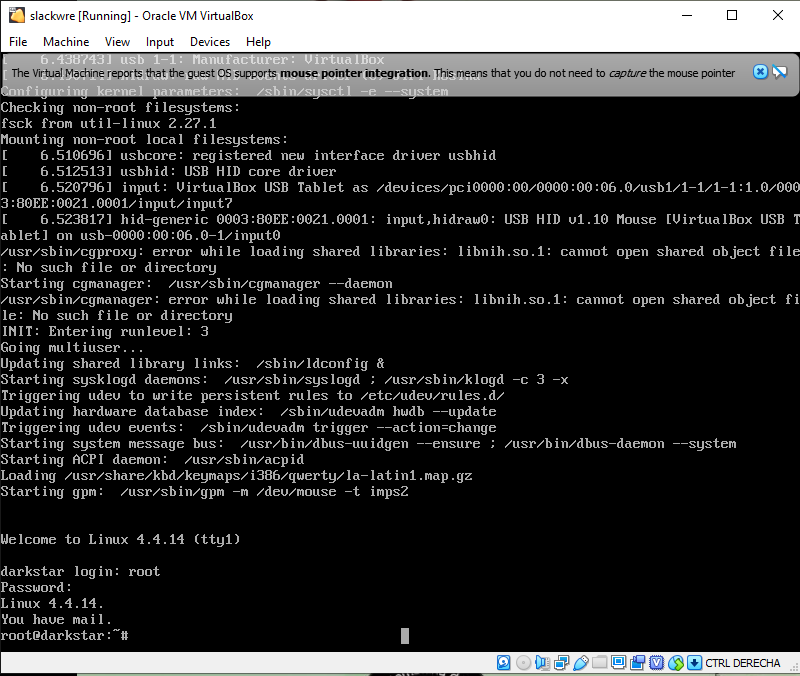 slackwre [Running] - Oracle VM VirtualBox
File Machine View Input Devices Help
[    6.438743] usb 1-1: Manufacturer: VirtualBox
The Virtual Machine reports that the guest OS supports mouse pointer integration. This means that you do not need to capture the mouse pointer
Configuring kernel parameters:  /sbin/sysctl -e --system
Checking non-root filesystems:
fsck from util-linux 2.27.1
Mounting non-root local filesystems:
[    6.510696] usbcore: registered new interface driver usbhid
[    6.512513] usbhid: USB HID core driver
[    6.520796] input: VirtualBox USB Tablet as /devices/pci0000:00/0000:00:06.0/usb1/1-1/1-1:1.0/000
3:80EE:0021.0001/input/input7
[    6.523817] hid-generic 0003:80EE:0021.0001: input,hidraw0: USB HID v1.10 Mouse [VirtualBox USB T
ablet] on usb-0000:00:06.0-1/input0
/usr/sbin/cgproxy: error while loading shared libraries: libnih.so.1: cannot open shared object file
: No such file or directory
Starting cgmanager:  /usr/sbin/cgmanager --daemon
/usr/sbin/cgmanager: error while loading shared libraries: libnih.so.1: cannot open shared object fi
le: No such file or directory
INIT: Entering runlevel: 3
Going multiuser...
Updating shared library links:  /sbin/ldconfig &
Starting sysklogd daemons:  /usr/sbin/syslogd ; /usr/sbin/klogd -c 3 -x
Triggering udev to write persistent rules to /etc/udev/rules.d/
Updating hardware database index:  /sbin/udevadm hwdb --update
Triggering udev events:  /sbin/udevadm trigger --action=change
Starting system message bus:  /usr/bin/dbus-uuidgen --ensure ; /usr/bin/dbus-daemon --system
Starting ACPI daemon:  /usr/sbin/acpid
Loading /usr/share/kbd/keymaps/i386/qwerty/la-latin1.map.gz
Starting gpm:  /usr/sbin/gpm -m /dev/mouse -t imps2
Welcome to Linux 4.4.14 (tty1)
darkstar login: root
Password:
Linux 4.4.14.
You have mail.
root@darkstar:~#
CTRL DERECHA